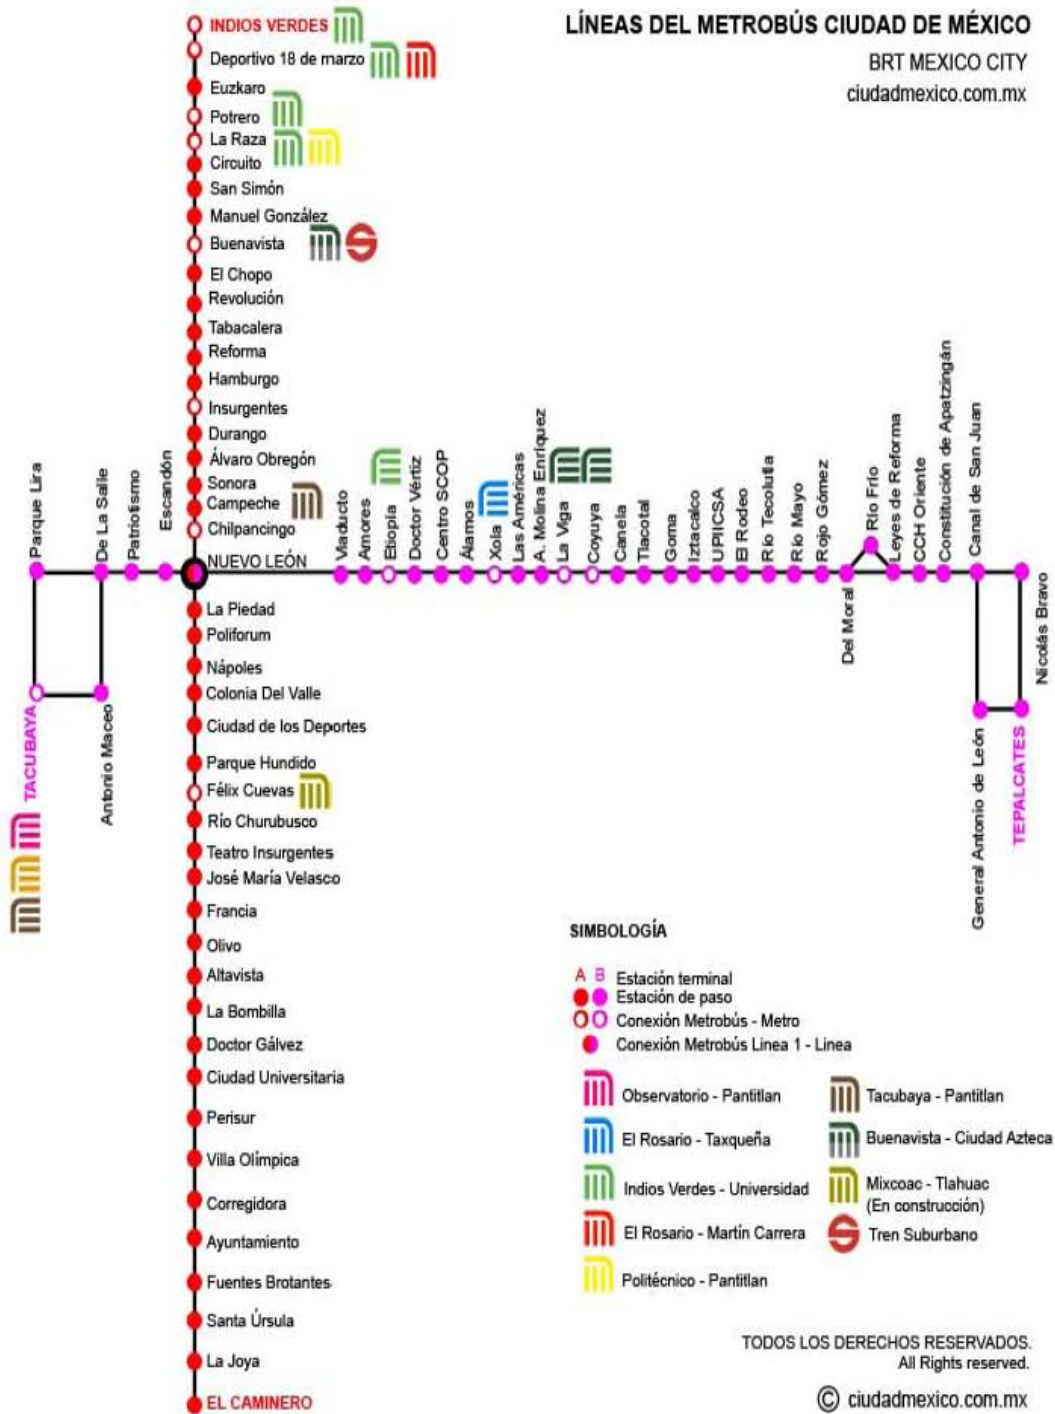 LÍNEAS DEL METROBÚS CIUDAD DE MÉXICO
BRT MEXICO CITY
ciudadmexico.com.mx
INDIOS VERDES
Deportivo 18 de marzo
Euzkaro
Potrero
La Raza
Circuito
San Simón
Manuel González
Buenavista
El Chopo
Revolución
Tabacalera
Reforma
Hamburgo
Insurgentes
Durango
Álvaro Obregón
Sonora
Campeche
Chilpancingo
NUEVO LEÓN
La Piedad
Poliforum
Nápoles
Colonia Del Valle
Ciudad de los Deportes
Parque Hundido
Félix Cuevas
Río Churubusco
Teatro Insurgentes
José María Velasco
Francia
Olivo
Altavista
La Bombilla
Doctor Gálvez
Ciudad Universitaria
Perisur
Villa Olímpica
Corregidora
Ayuntamiento
Fuentes Brotantes
Santa Úrsula
La Joya
EL CAMINERO
Parque Lira
TACUBAYA
De La Salle
Antonio Maceo
Patriotismo
Escandón
Viaducto
Amores
Etiopía
Doctor Vértiz
Centro SCOP
Álamos
Xola
Las Américas
A. Molina Enríquez
La Viga
Coyuya
Canela
Tlacotal
Goma
Iztacalco
UPIICSA
El Rodeo
Río Tecolutla
Río Mayo
Rojo Gómez
Del Moral
Río Frío
Leyes de Reforma
CCH Oriente
Constitución de Apatzingán
Canal de San Juan
General Antonio de León
Nicolás Bravo
TEPALCATES
SIMBOLOGÍA
A B Estación terminal
Estación de paso
Conexión Metrobús - Metro
Conexión Metrobús Línea 1 - Linea
Observatorio - Pantitlan
El Rosario - Taxqueña
Indios Verdes - Universidad
El Rosario - Martín Carrera
Politécnico - Pantitlan
Tacubaya - Pantitlan
Buenavista - Ciudad Azteca
Mixcoac - Tlahuac
(En construcción)
Tren Suburbano
TODOS LOS DERECHOS RESERVADOS.
All Rights reserved.
© ciudadmexico.com.mx